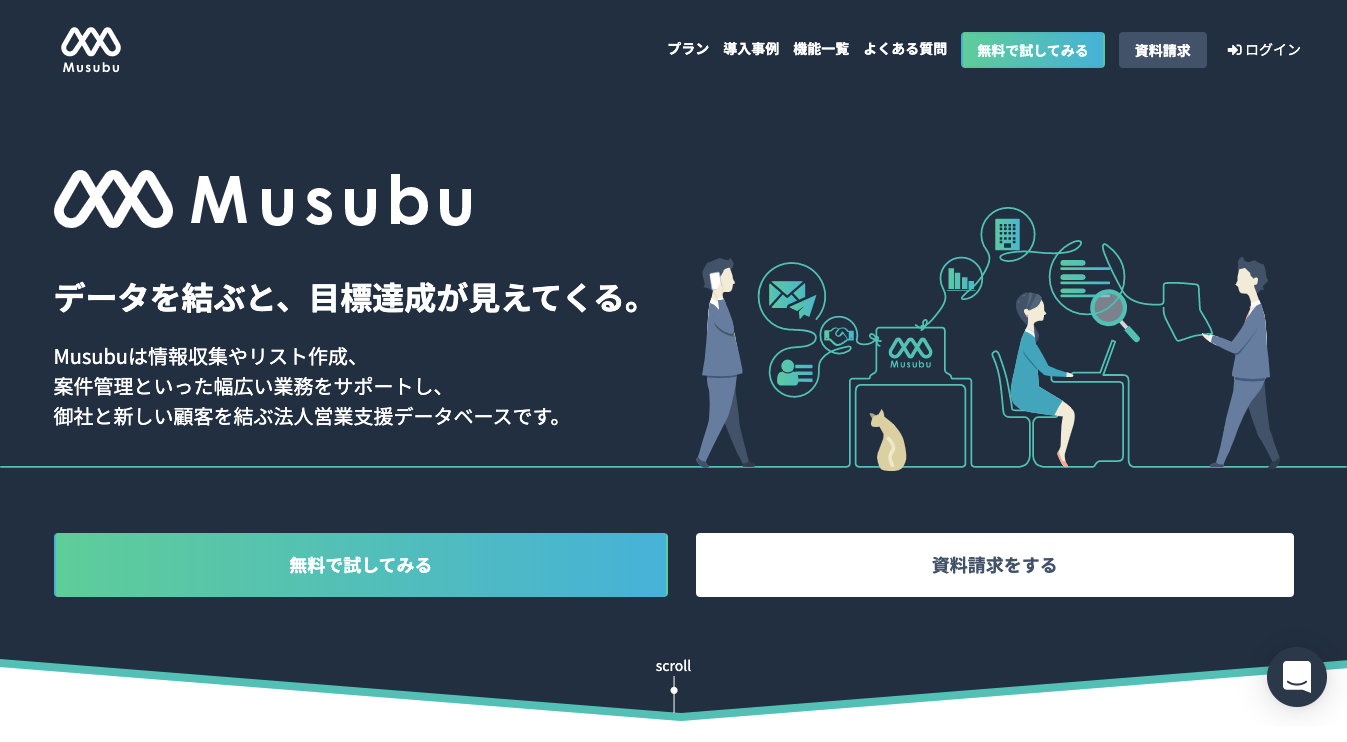 Musubu
プラン 導入事例 機能一覧 よくある質問 無料で試してみる 資料請求 ログイン
Musubu
データを結ぶと、目標達成が見えてくる。
Musubuは情報収集やリスト作成、
案件管理といった幅広い業務をサポートし、
御社と新しい顧客を結ぶ法人営業支援データベースです。
Musubu
無料で試してみる
資料請求をする
scroll